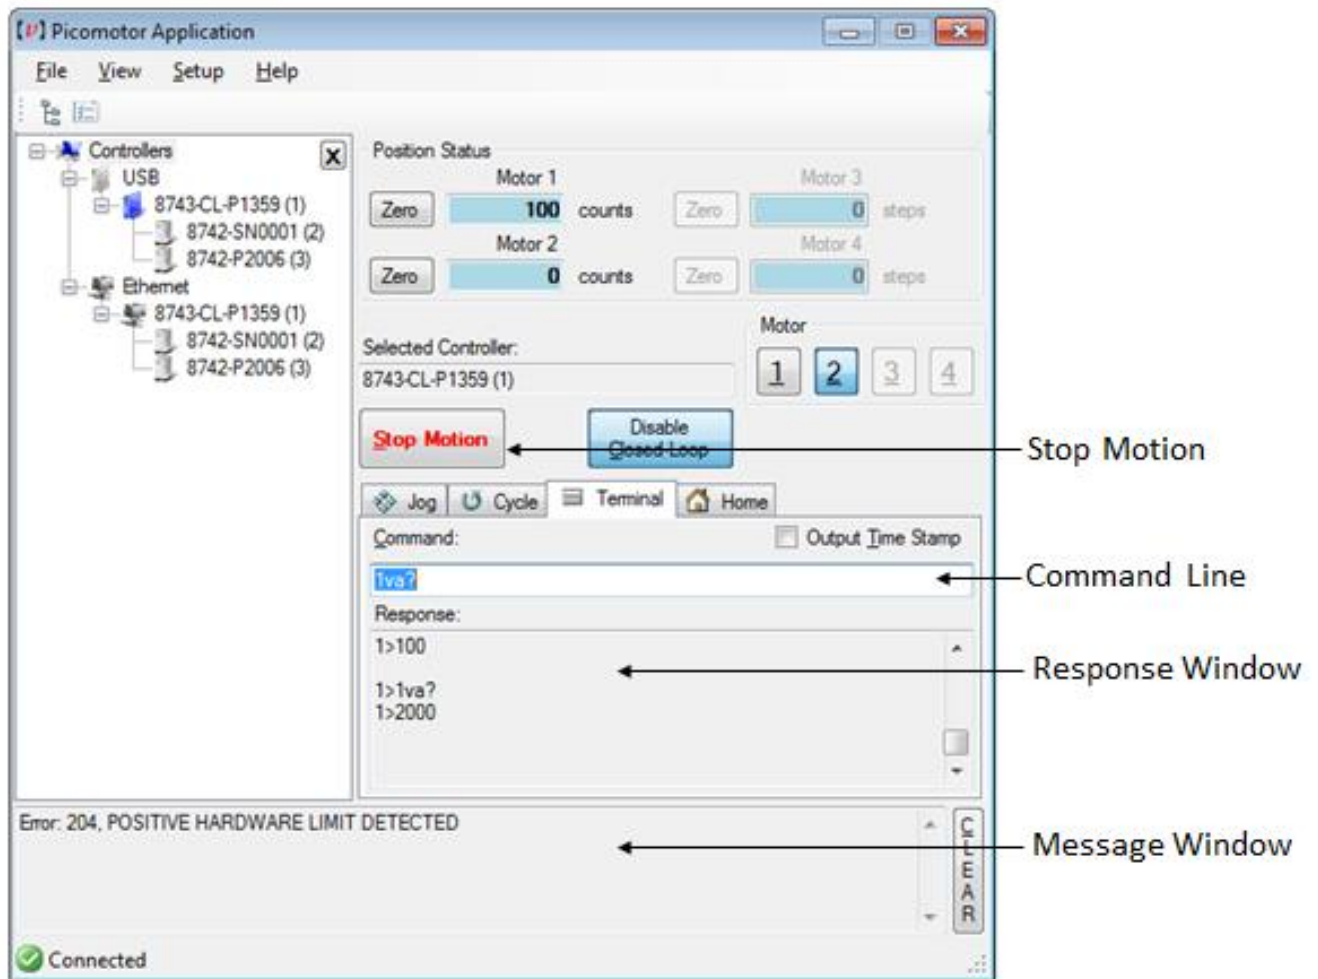 Picomotor Application
File View Setup Help
Controllers
USB
8743-CL-P1359 (1)
8742-SN0001 (2)
8742-P2006 (3)
Ethernet
8743-CL-P1359 (1)
8742-SN0001 (2)
8742-P2006 (3)
Position Status
Motor 1 Motor 3
Zero 100 counts Zero 0 steps
Motor 2 Motor 4
Zero 0 counts Zero 0 steps
Motor
Selected Controller:
8743-CL-P1359 (1)
1 2 3 4
Stop Motion
Disable
Closed Loop
Stop Motion
Jog Cycle Terminal Home
Command: Output Time Stamp
1va?
Command Line
Response:
1>100
1>1va?
1>2000
Response Window
Error: 204, POSITIVE HARDWARE LIMIT DETECTED
CLEAR
Message Window
Connected